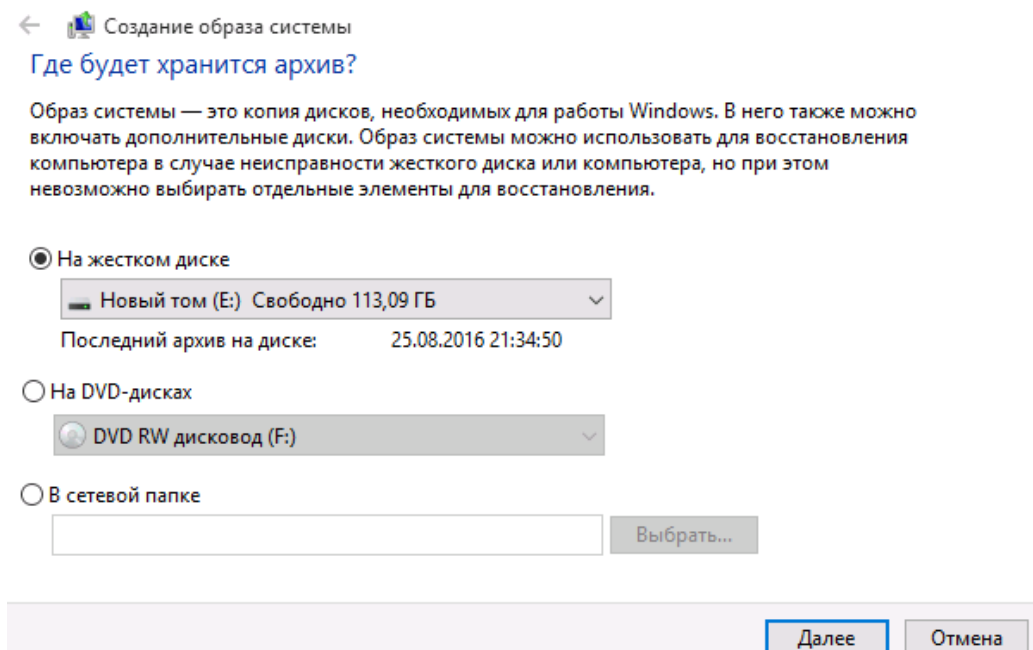 Создание образа системы
Где будет хранится архив?
Образ системы — это копия дисков, необходимых для работы Windows. В него также можно
включать дополнительные диски. Образ системы можно использовать для восстановления
компьютера в случае неисправности жесткого диска или компьютера, но при этом
невозможно выбирать отдельные элементы для восстановления.
На жестком диске
Новый том (E:) Свободно 113,09 ГБ
Последний архив на диске: 25.08.2016 21:34:50
На DVD-дисках
DVD RW дисковод (F:)
В сетевой папке
Выбрать...
Далее Отмена